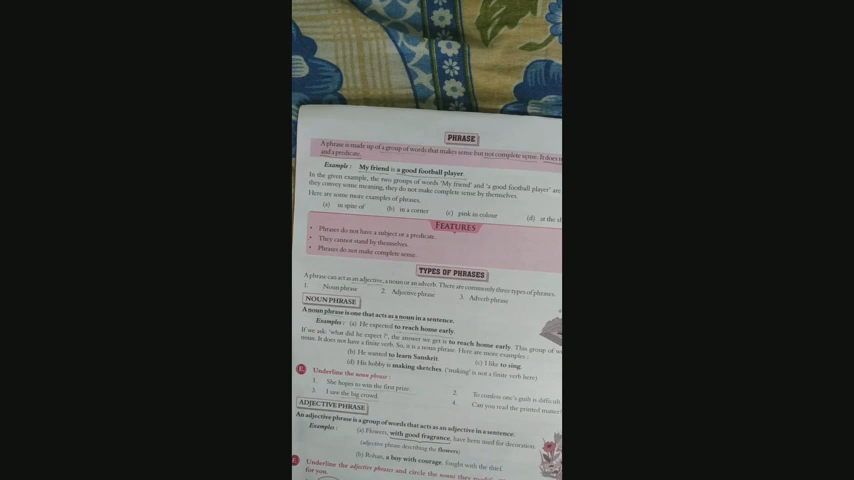 PHRASE
A phrase is made up of a group of words that makes sense but not complete sense. It does
and a predicate.
Example : My friend is a good football player.
In the given example, the two groups of words 'My friend' and 'a good football player' are
they convey some meaning, they do not make complete sense by themselves.
Here are some more examples of phrases.
(a) in spite of (b) in a corner (c) pink in colour (d) at the
FEATURES
• Phrases do not have a subject or a predicate.
• They cannot stand by themselves.
• Phrases do not make complete sense.
TYPES OF PHRASES
A phrase can act as an adjective, a noun or an adverb. There are commonly three types of phrases.
1. Noun phrase 2. Adjective phrase 3. Adverb phrase
NOUN PHRASE
A noun phrase is one that acts as a noun in a sentence.
Examples : (a) He expected to reach home early.
If we ask 'what did he expect ?', the answer we get is to reach home early. This group of
noun. It does not have a finite verb. So, it is a noun phrase. Here are more examples :
(b) He wanted to learn Sanskrit. (c) I like to sing.
(d) His hobby is making sketches. ('making' is not a finite verb here)
E. Underline the noun phrase :
1. She hopes to win the first prize. 2. To confess one's guilt is difficult
3. I saw the big crowd. 4. Can you read the printed
ADJECTIVE PHRASE
An adjective phrase is a group of words that acts as an adjective in a sentence.
Examples : (a) Flowers, with good fragrance, have been used for decoration.
(adjective phrase describing the flowers)
(b) Rohan, a boy with courage, fought with the thief.
Underline the adjective phrases and circle the nouns they
for you.